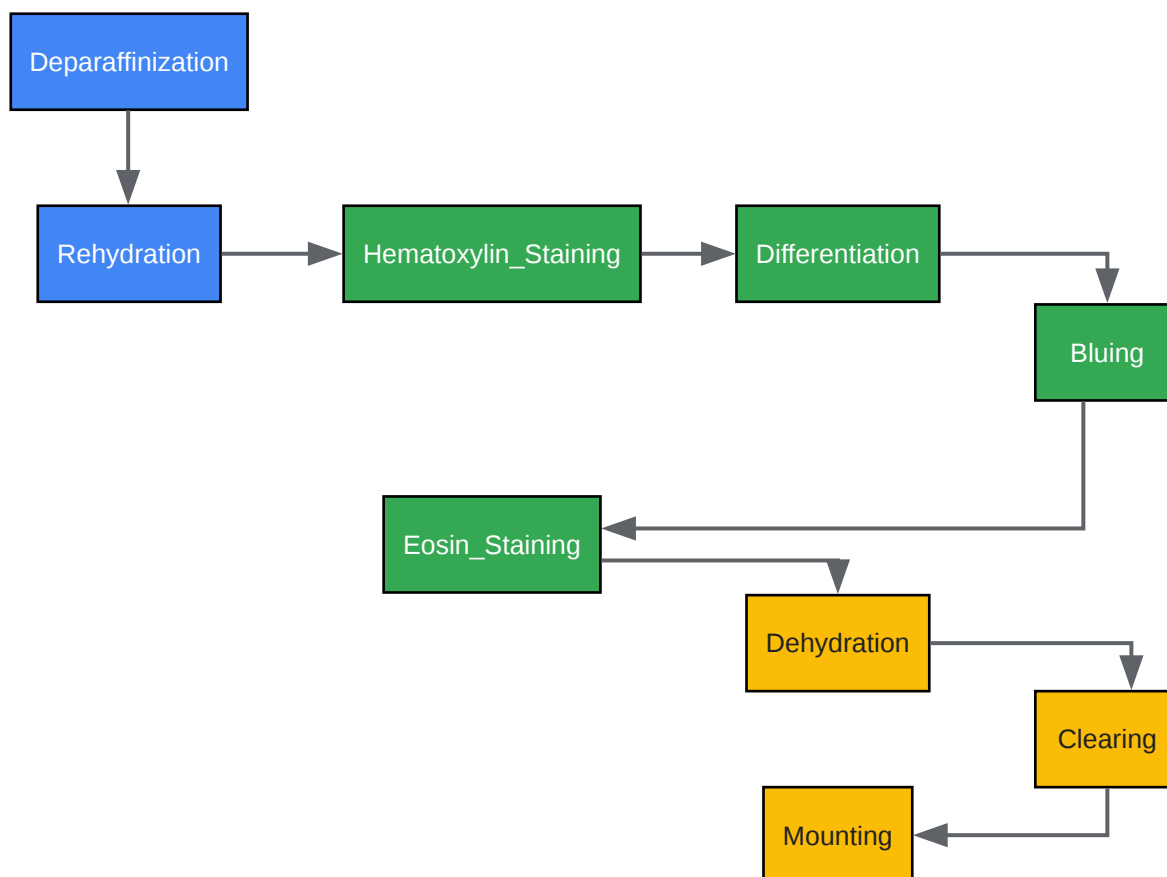 Deparaffinization
Rehydration
Hematoxylin_Staining
Differentiation
Bluing
Eosin_Staining
Dehydration
Clearing
Mounting